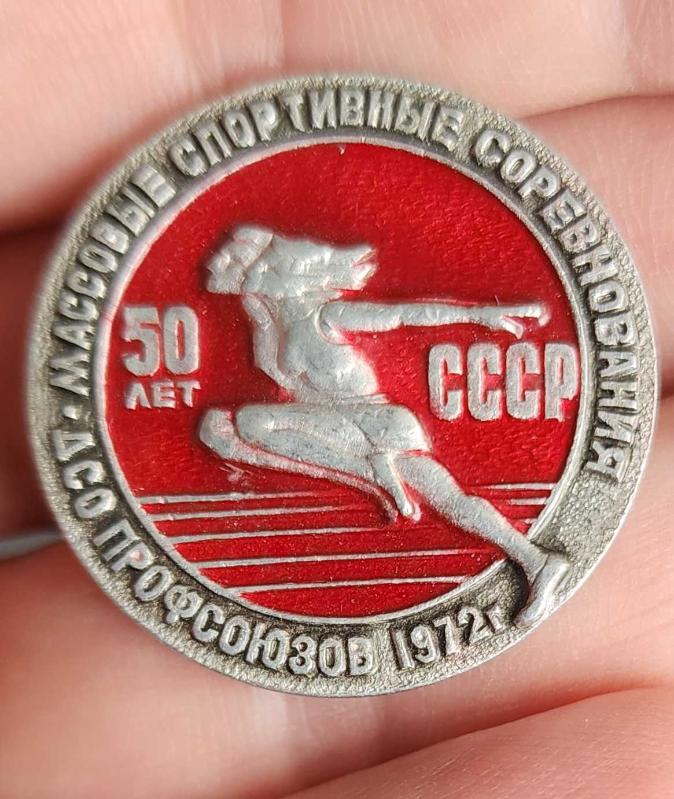 МАССОВЫЕ СПОРТИВНЫЕ СОРЕВНОВАНИЯ
50
ЛЕТ
СССР
• ДСО ПРОФСОЮЗОВ 1972г